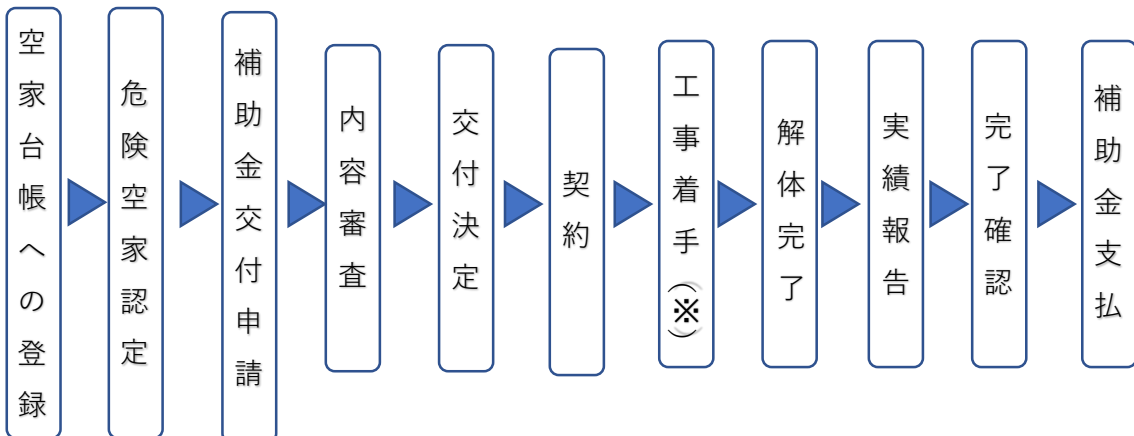 空家台帳への登録
危険空家認定
補助金交付申請
内容審査
交付決定
契約
工事着手(※)
解体完了
実績報告
完了確認
補助金支払